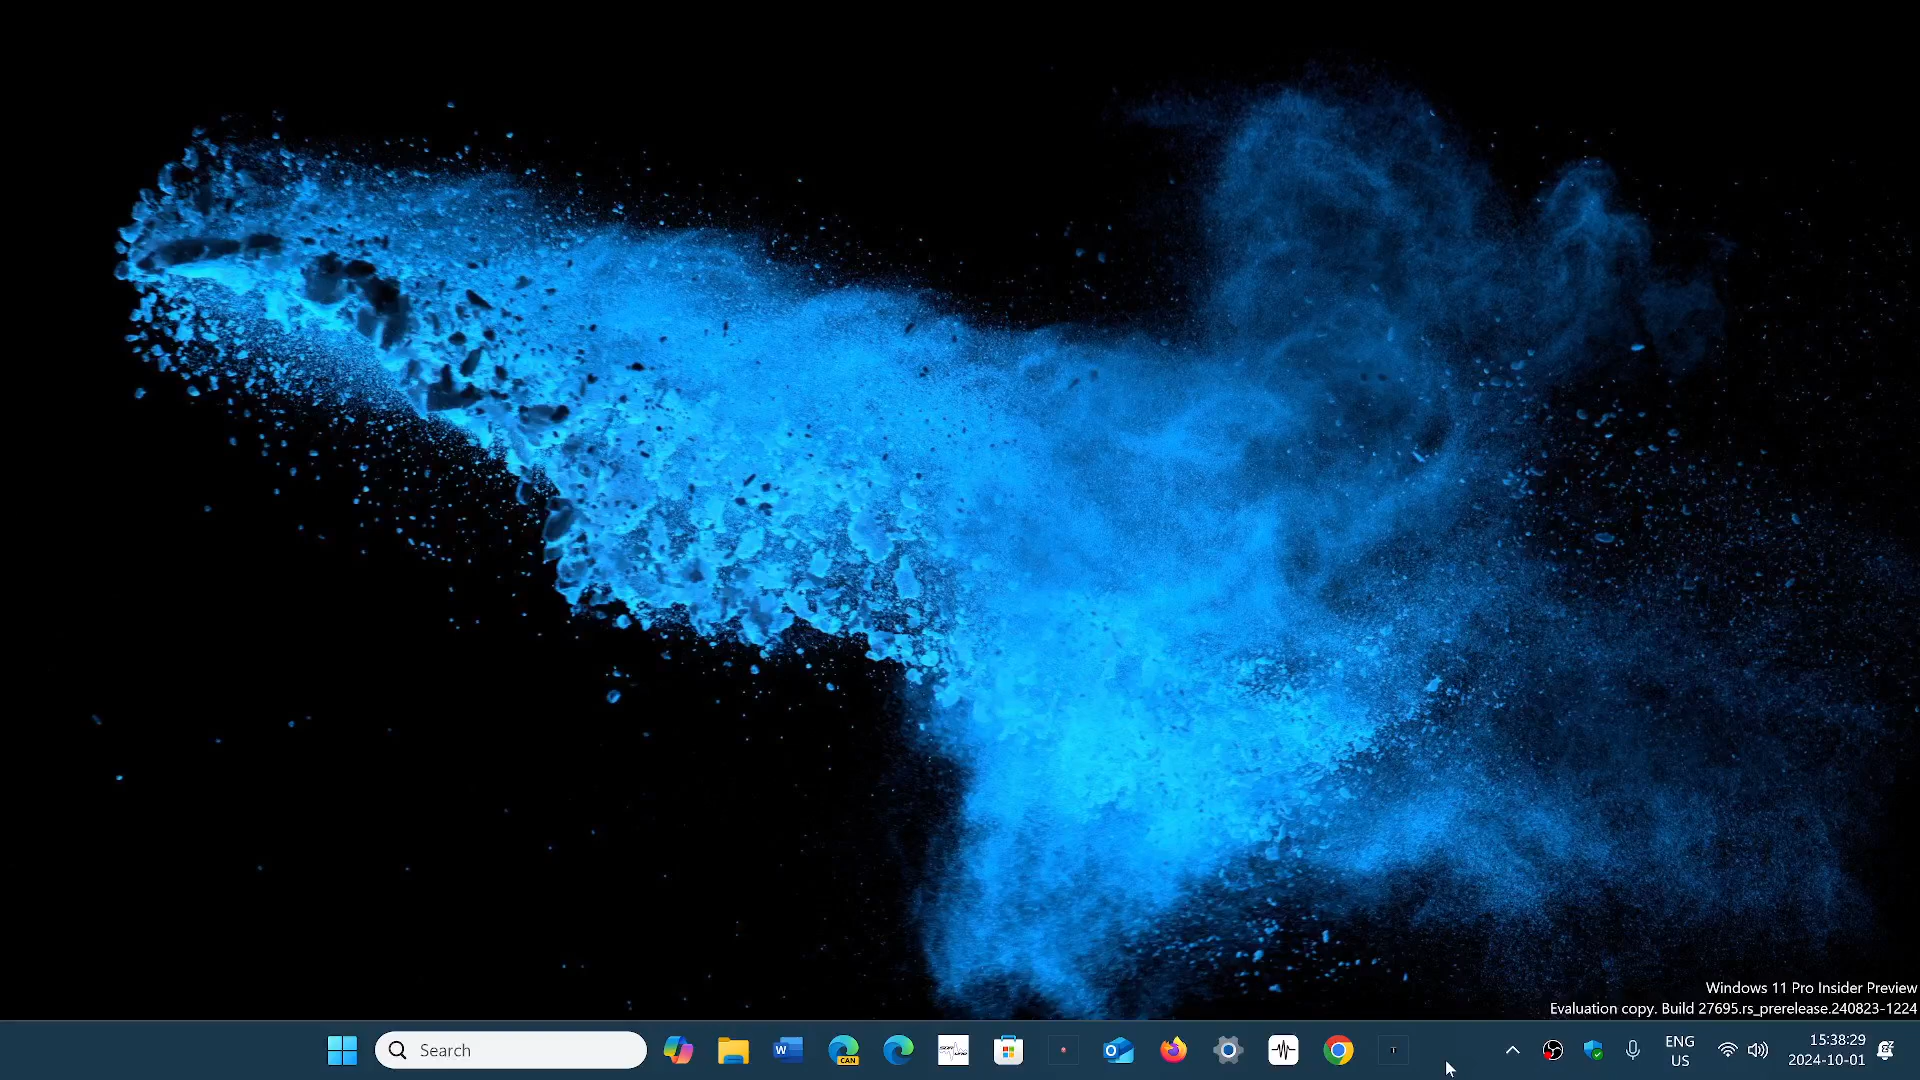 Windows 11 Pro Insider Preview
Evaluation copy. Build 27695.rs_prerelease.240823-1224
Search
W
CAN
T
ENG
US
15:38:29
2024-10-01